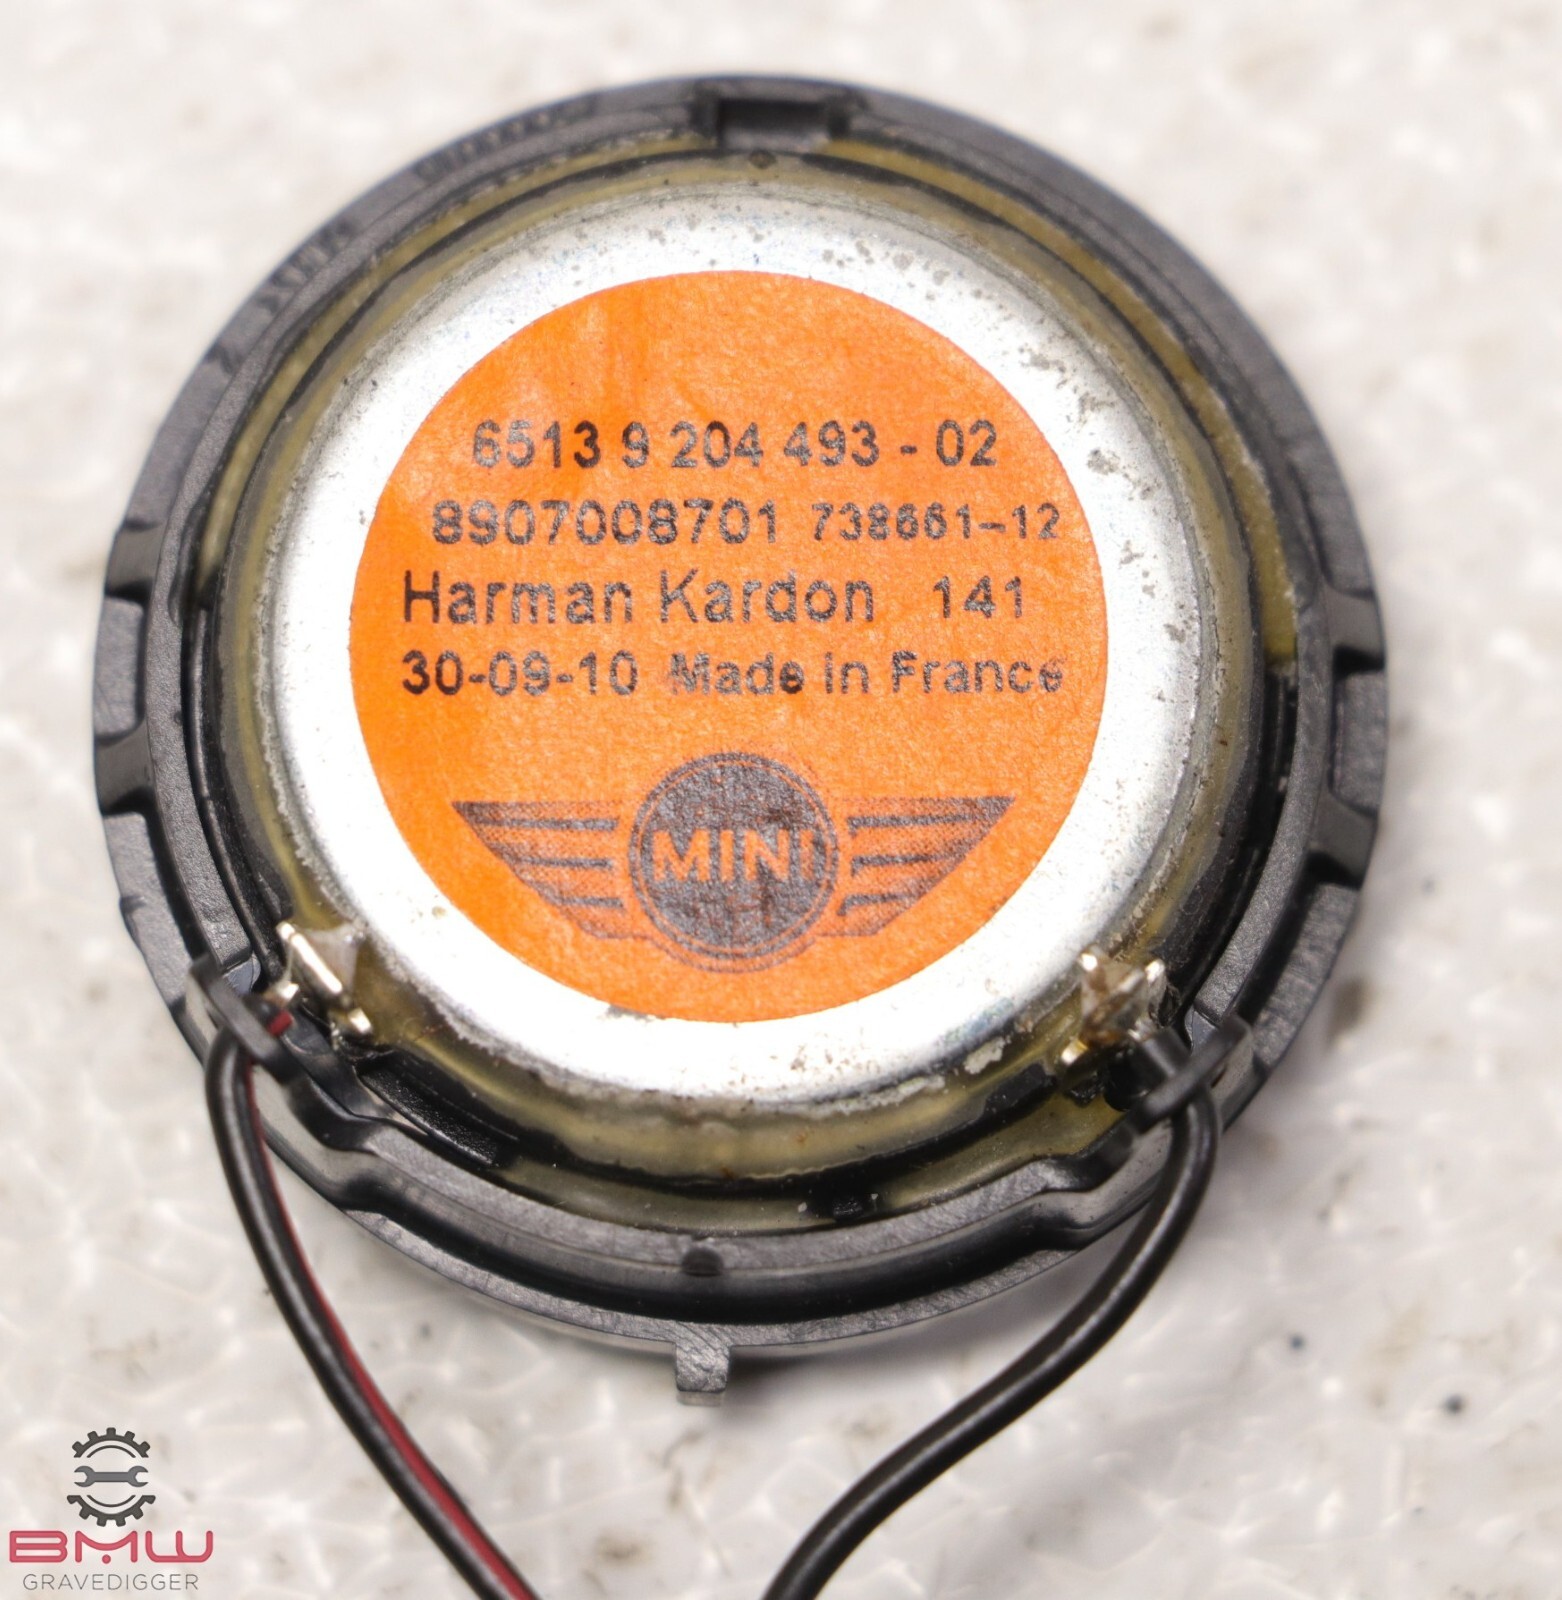 6513 9 204 493 - 02
8907008701 738661-12
Harman Kardon 141
30-09-10 Made in France
MINI
BMW
GRAVEDIGGER